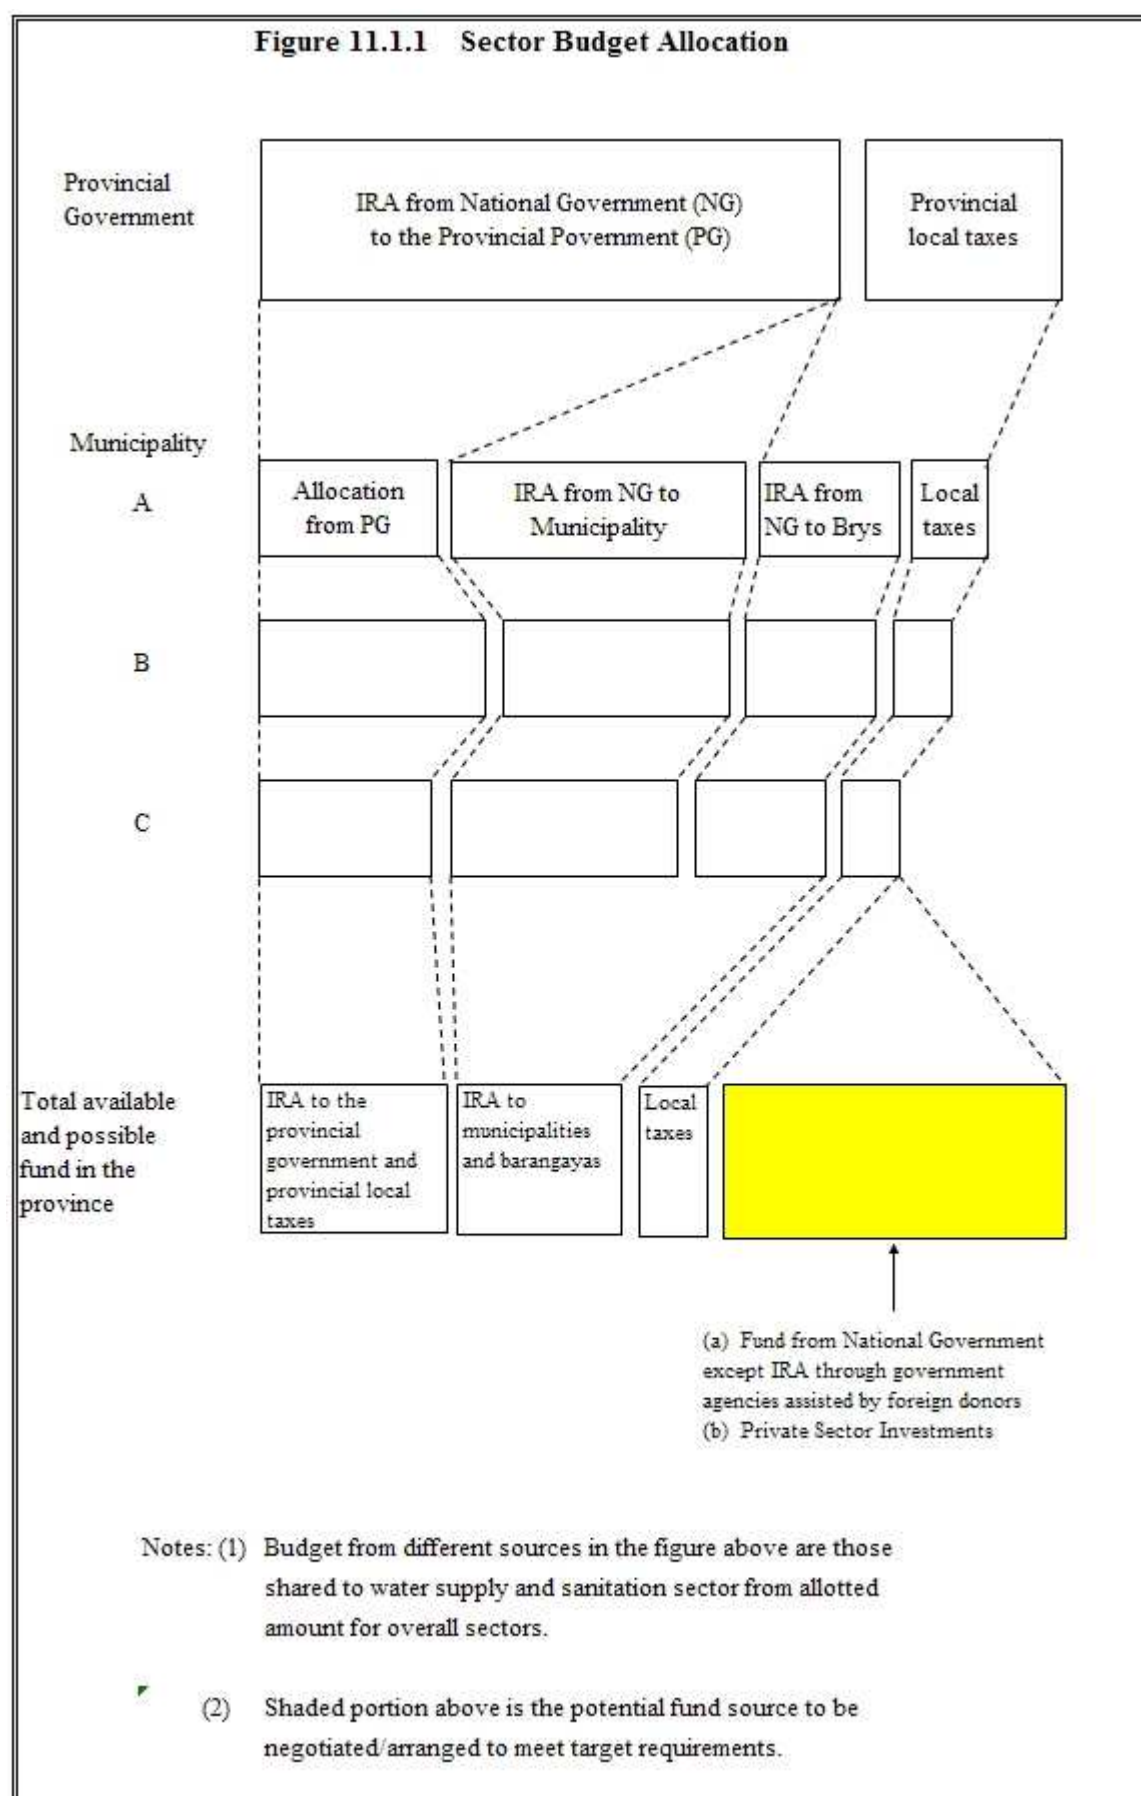 Figure 11.1.1 Sector Budget Allocation
Provincial
Government
IRA from National Government (NG)
to the Provincial Povernment (PG)
Provincial
local taxes
Municipality
A
Allocation
from PG
IRA from NG to
Municipality
IRA from
NG to Brys
Local
taxes
B
C
Total available
and possible
fund in the
province
IRA to the
provincial
government and
provincial local
taxes
IRA to
municipalities
and barangayas
Local
taxes
(a) Fund from National Government
except IRA through government
agencies assisted by foreign donors
(b) Private Sector Investments
Notes: (1) Budget from different sources in the figure above are those
shared to water supply and sanitation sector from allotted
amount for overall sectors.
(2) Shaded portion above is the potential fund source to be
negotiated/arranged to meet target requirements.